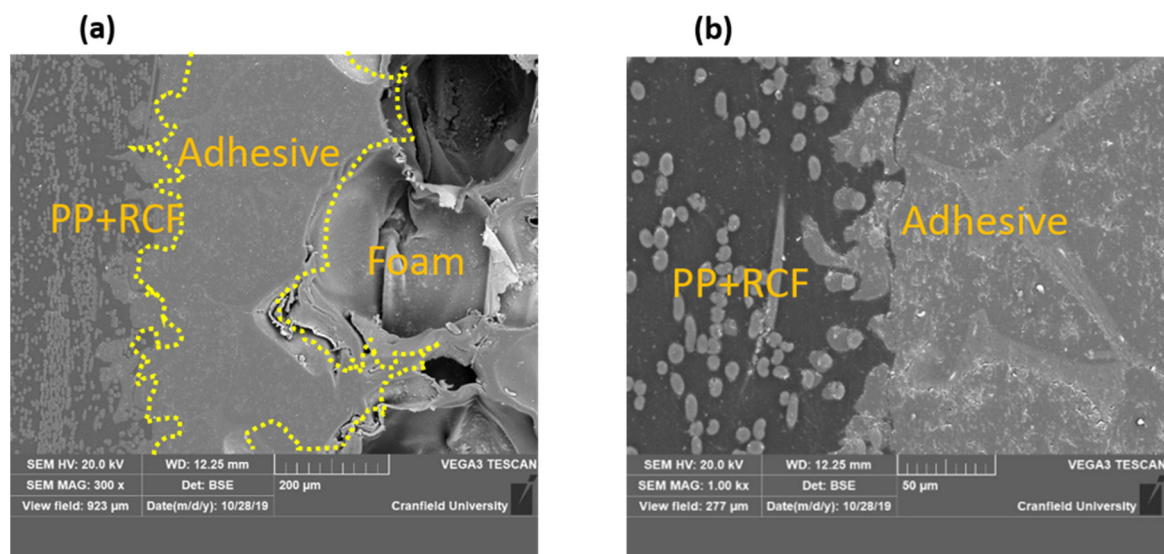 (a)
Adhesive
PP+RCF
Foam
SEM HV: 20.0 kV WD: 12.25 mm VEGA3 TESCAN
SEM MAG: 300 x Det: BSE 200 µm
View field: 923 µm Date(m/d/y): 10/28/19 Cranfield University
(b)
Adhesive
PP+RCF
SEM HV: 20.0 kV WD: 12.25 mm VEGA3 TESCAN
SEM MAG: 1.00 kx Det: BSE 50 µm
View field: 277 µm Date(m/d/y): 10/28/19 Cranfield University